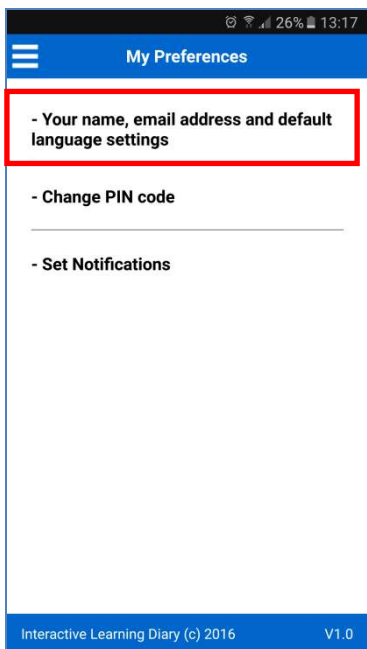 26% 13:17
My Preferences
- Your name, email address and default
language settings
- Change PIN code
- Set Notifications
Interactive Learning Diary (c) 2016 V1.0